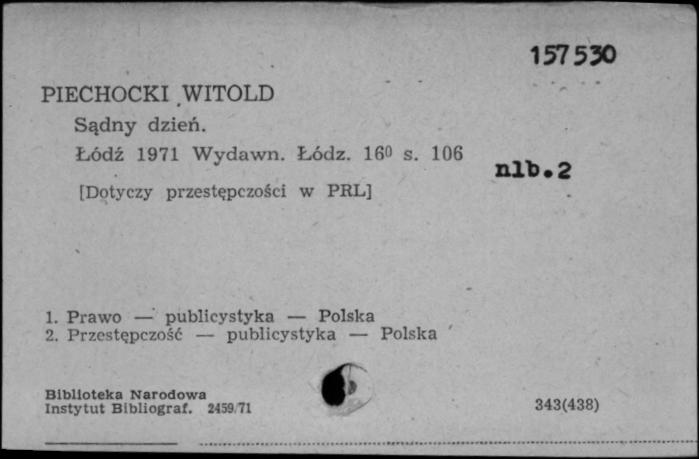 157530
PIECHOCKI WITOLD
Sądny dzień.
Łódź 1971 Wydawn. Łódz. 16⁰ s. 106
nlb.2
[Dotyczy przestępczości w PRL]
1. Prawo — publicystyka — Polska
2. Przestępczość — publicystyka — Polska
Biblioteka Narodowa
Instytut Bibliograf. 2459/71
343(438)